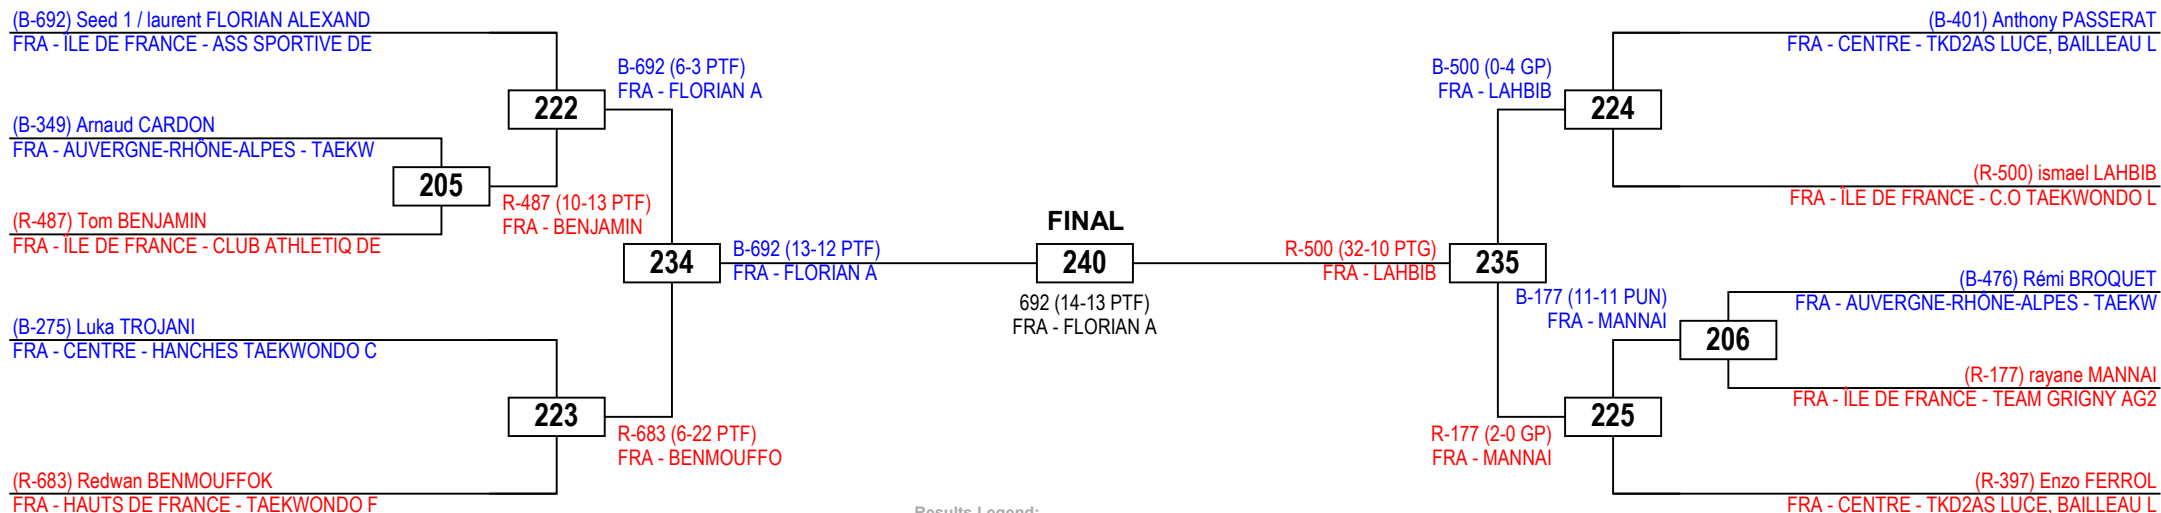 (B-692) Seed 1 / laurent FLORIAN ALEXAND
FRA - ÎLE DE FRANCE - ASS SPORTIVE DE
B-692 (6-3 PTF)
FRA - FLORIAN A
222
(B-349) Arnaud CARDON
FRA - AUVERGNE-RHÔNE-ALPES - TAEKW
205
R-487 (10-13 PTF)
FRA - BENJAMIN
(R-487) Tom BENJAMIN
FRA - ÎLE DE FRANCE - CLUB ATHLETIQ DE
234
B-692 (13-12 PTF)
FRA - FLORIAN A
(B-275) Luka TROJANI
FRA - CENTRE - HANCHES TAEKWONDO C
223
R-683 (6-22 PTF)
FRA - BENMOUFFO
(R-683) Redwan BENMOUFFOK
FRA - HAUTS DE FRANCE - TAEKWONDO F
FINAL
240
692 (14-13 PTF)
FRA - FLORIAN A
(B-401) Anthony PASSERAT
FRA - CENTRE - TKD2AS LUCE, BAILLEAU L
B-500 (0-4 GP)
FRA - LAHBIB
224
(R-500) ismael LAHBIB
FRA - ÎLE DE FRANCE - C.O TAEKWONDO L
R-500 (32-10 PTG)
FRA - LAHBIB
235
(B-476) Rémi BROQUET
FRA - AUVERGNE-RHÔNE-ALPES - TAEKW
B-177 (11-11 PUN)
FRA - MANNAI
206
(R-177) rayane MANNAI
FRA - ÎLE DE FRANCE - TEAM GRIGNY AG2
225
R-177 (2-0 GP)
FRA - MANNAI
(R-397) Enzo FERROL
FRA - CENTRE - TKD2AS LUCE, BAILLEAU L
Results Legend: